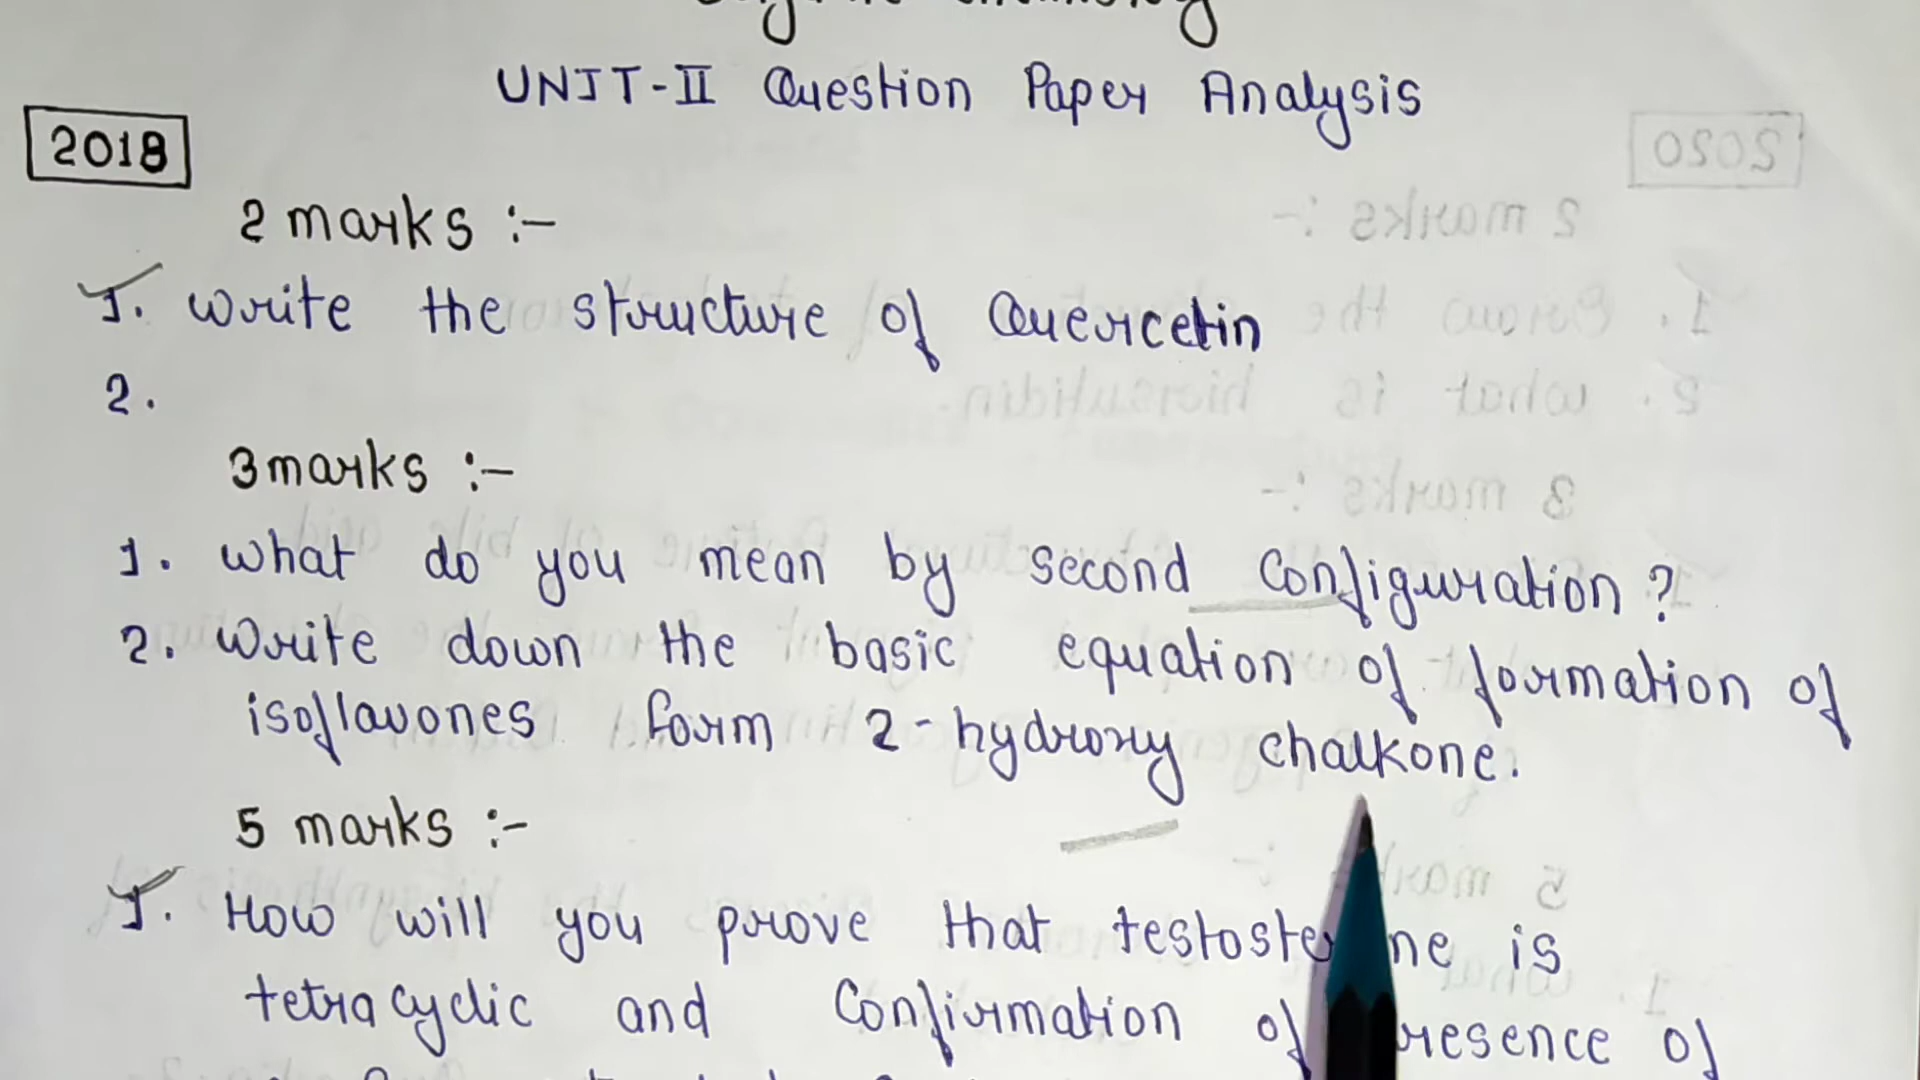 UNIT-II Question Paper Analysis
2018
2 marks :-
1. Write the structure of Quercetin
2.
3 marks :-
1. What do you mean by second configuration ?
2. Write down the basic equation of formation of
isoflavones form 2-hydroxy chalkone.
5 marks :-
1. How will you prove that testoste ne is
tetracyclic and Confirmation of resence of